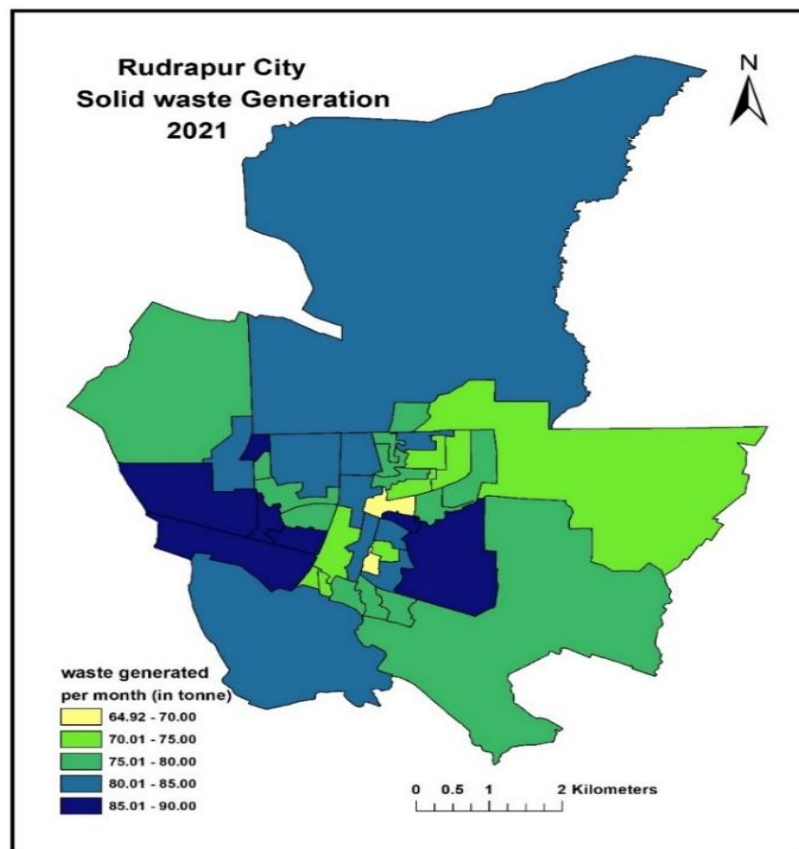 Rudrapur City
Solid waste Generation
2021
N
waste generated
per month (in tonne)
64.92 - 70.00
70.01 - 75.00
75.01 - 80.00
80.01 - 85.00
85.01 - 90.00
0 0.5 1 2 Kilometers